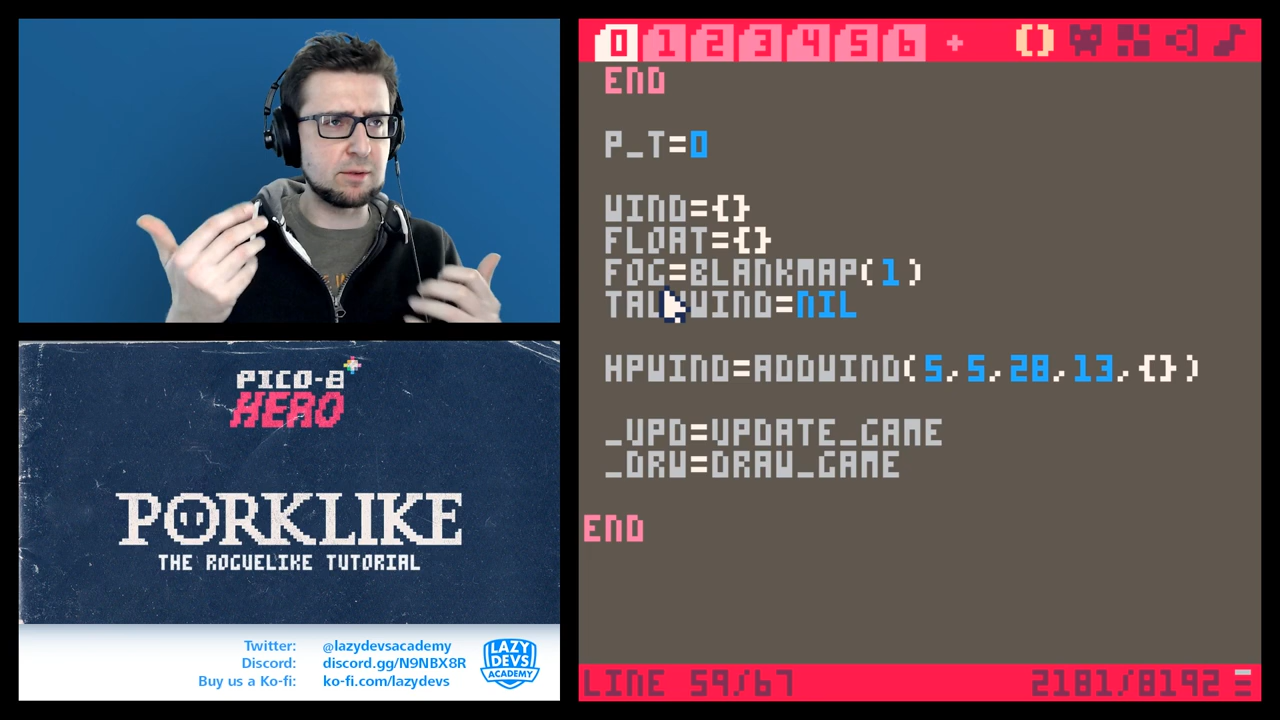 0 1 2 3 4 5 6 +
END
P_T=0
WIND={}
FLOAT={}
FOG=BLANKMAP(1)
WIND=NIL
HPWIND=ADDWIND(5,5,28,13,{})
_UPD=UPDATE_GAME
_DRW=DRAW_GAME
END
LINE 59/67
2181/8192
PICO-8
HERO
PORKLIKE
THE ROGUELIKE TUTORIAL
Twitter: @lazydevsacademy
Discord: discord.gg/N9NBX8R
Buy us a Ko-fi: ko-fi.com/lazydevs
LAZY
DEVS
ACADEMY